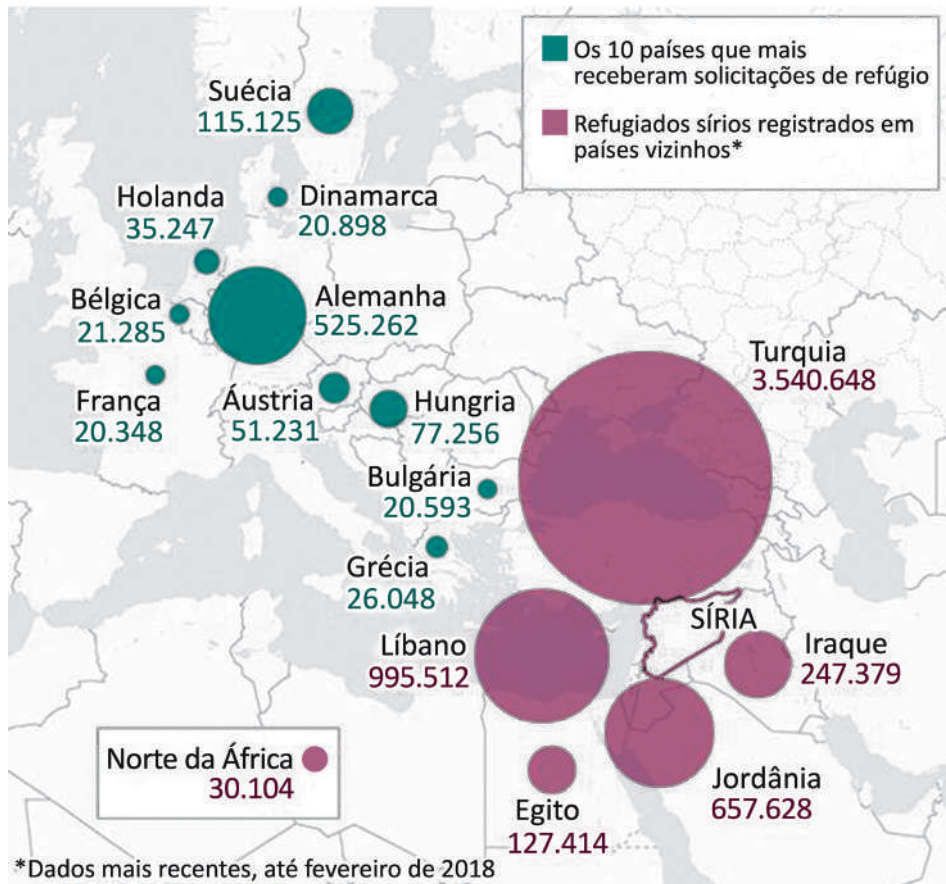 Os 10 países que mais
receberam solicitações de refúgio
Refugiados sírios registrados em
países vizinhos*
Suécia
115.125
Holanda
35.247
Dinamarca
20.898
Bélgica
21.285
Alemanha
525.262
França
20.348
Áustria
51.231
Hungria
77.256
Turquia
3.540.648
Bulgária
20.593
Grécia
26.048
SÍRIA
Líbano
995.512
Iraque
247.379
Norte da África
30.104
Egito
127.414
Jordânia
657.628
*Dados mais recentes, até fevereiro de 2018